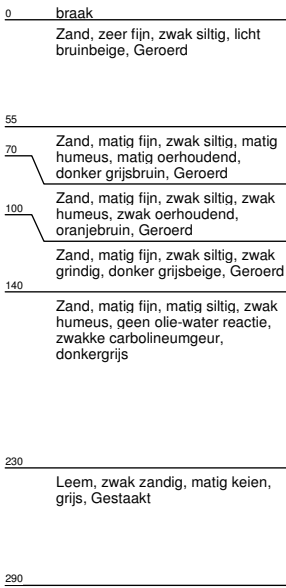 0 braak
Zand, zeer fijn, zwak siltig, licht
bruinbeige, Geroerd
55
Zand, matig fijn, zwak siltig, matig
70
humeus, matig oerhoudend,
donker grijsbruin, Geroerd
Zand, matig fijn, zwak siltig, zwak
100
humeus, zwak oerhoudend,
oranjebruin, Geroerd
Zand, matig fijn, zwak siltig, zwak
grindig, donker grijsbeige, Geroerd
140
Zand, matig fijn, matig siltig, zwak
humeus, geen olie-water reactie,
zwakke carbolineumgeur,
donkergrijs
230
Leem, zwak zandig, matig keien,
grijs, Gestaakt
290